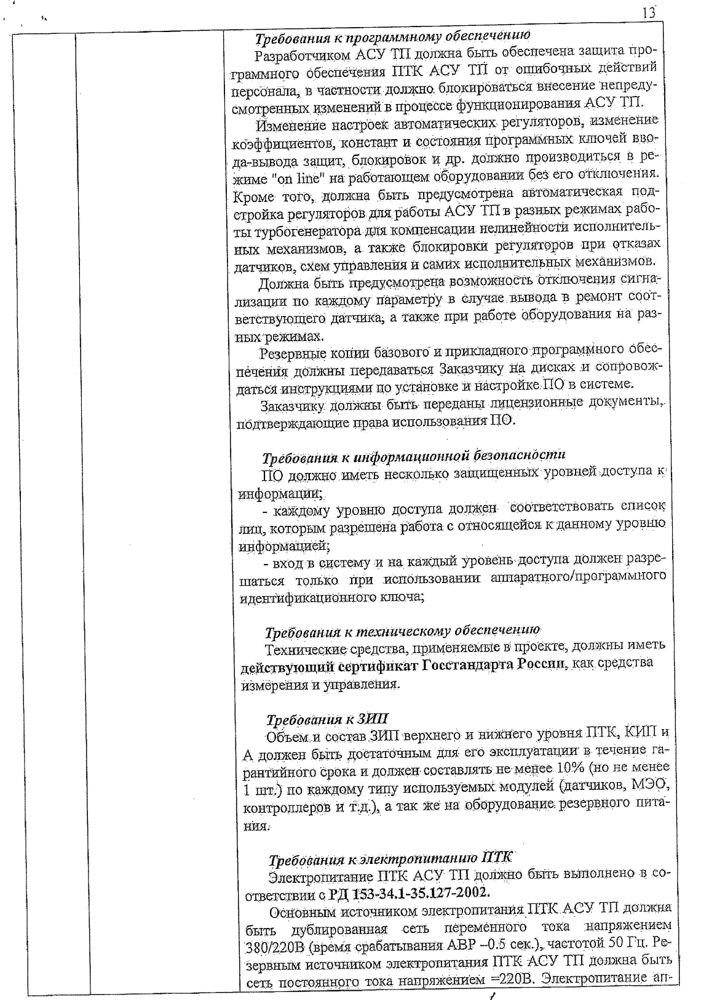 13
Требования к программному обеспечению
Разработчиком АСУ ТП должна быть обеспечена защита про-
граммного обеспечения ПТК АСУ ТП от ошибочных действий
персонала, в частности должно блокироваться внесение непреду-
смотренных изменений в процессе функционирования АСУ ТП.
Изменение настроек автоматических регуляторов, изменение
коэффициентов, констант и состояния программных ключей вво-
да-вывода защит, блокировок и др. должно производиться в ре-
жиме "on line" на работающем оборудовании без его отключения.
Кроме того, должна быть предусмотрена автоматическая под-
стройка регуляторов для работы АСУ ТП в разных режимах рабо-
ты турбогенератора для компенсации нелинейности исполнитель-
ных механизмов, а также блокировки регуляторов при отказах
датчиков, схем управления и самих исполнительных механизмов.
Должна быть предусмотрена возможность отключения сигна-
лизации по каждому параметру в случае вывода в ремонт соот-
ветствующего датчика, а также при работе оборудования на раз-
ных режимах.
Резервные копии базового и прикладного программного обес-
печения должны передаваться Заказчику на дисках и сопровож-
даться инструкциями по установке и настройке ПО в системе.
Заказчику должны быть переданы лицензионные документы,
подтверждающие права использования ПО.
Требования к информационной безопасности
ПО должно иметь несколько защищенных уровней доступа к
информации;
- каждому уровню доступа должен соответствовать список
лиц, которым разрешена работа с относящейся к данному уровню
информацией;
- вход в систему и на каждый уровень доступа должен разре-
шаться только при использовании аппаратного/программного
идентификационного ключа;
Требования к техническому обеспечению
Технические средства, применяемые в проекте, должны иметь
действующий сертификат Госстандарта России, как средства
измерения и управления.
Требования к ЗИП
Объем и состав ЗИП верхнего и нижнего уровня ПТК, КИП и
А должен быть достаточным для его эксплуатации в течение га-
рантийного срока и должен составлять не менее 10% (но не менее
1 шт.) по каждому типу используемых модулей (датчиков, МЭО,
контроллеров и т.д.), а так же на оборудование резервного пита-
ния.
Требования к электропитанию ПТК
Электропитание ПТК АСУ ТП должно быть выполнено в со-
ответствии с РД 153-34.1-35.127-2002.
Основным источником электропитания ПТК АСУ ТП должна
быть дублированная сеть переменного тока напряжением
380/220В (время срабатывания АВР –0.5 сек.), частотой 50 Гц. Ре-
зервным источником электропитания ПТК АСУ ТП должна быть
сеть постоянного тока напряжением =220В. Электропитание ап-